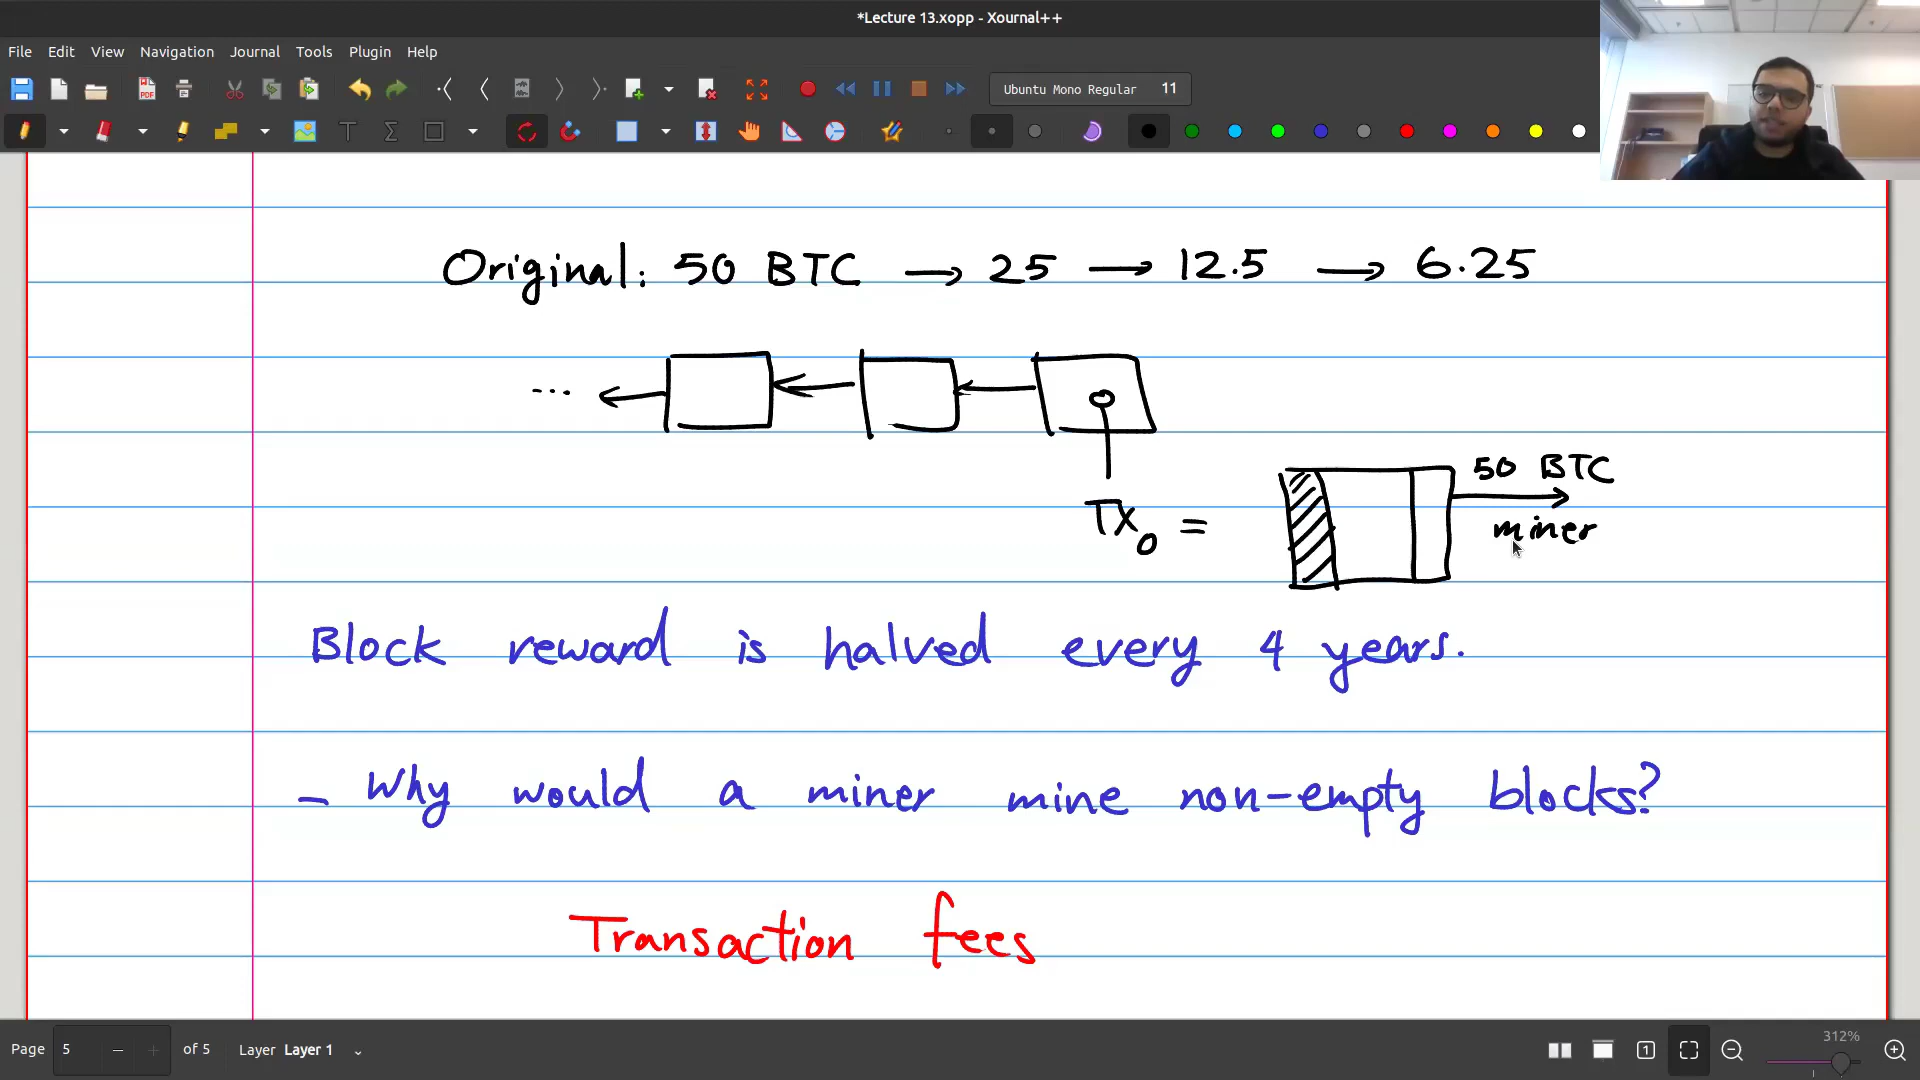 *Lecture 13.xopp - Xournal++
File Edit View Navigation Journal Tools Plugin Help
Ubuntu Mono Regular 11
Original: 50 BTC → 25 → 12.5 → 6.25
...
50 BTC
Tx0 =
miner
Block reward is halved every 4 years.
- Why would a miner mine non-empty blocks?
Transaction fees
Page 5 of 5 Layer Layer 1
312%